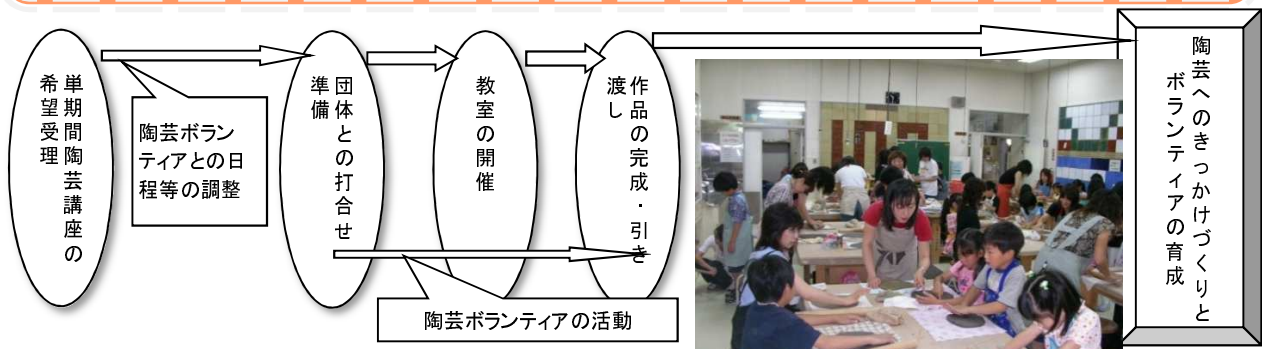 単期間陶芸講座の
希望受理
陶芸ボラン
ティアとの日
程等の調整
団体との打合せ
準備
教室の開催
作品の完成・引き
渡し
陶芸ボランティアの活動
陶芸へのきっかけづくりと
ボランティアの育成